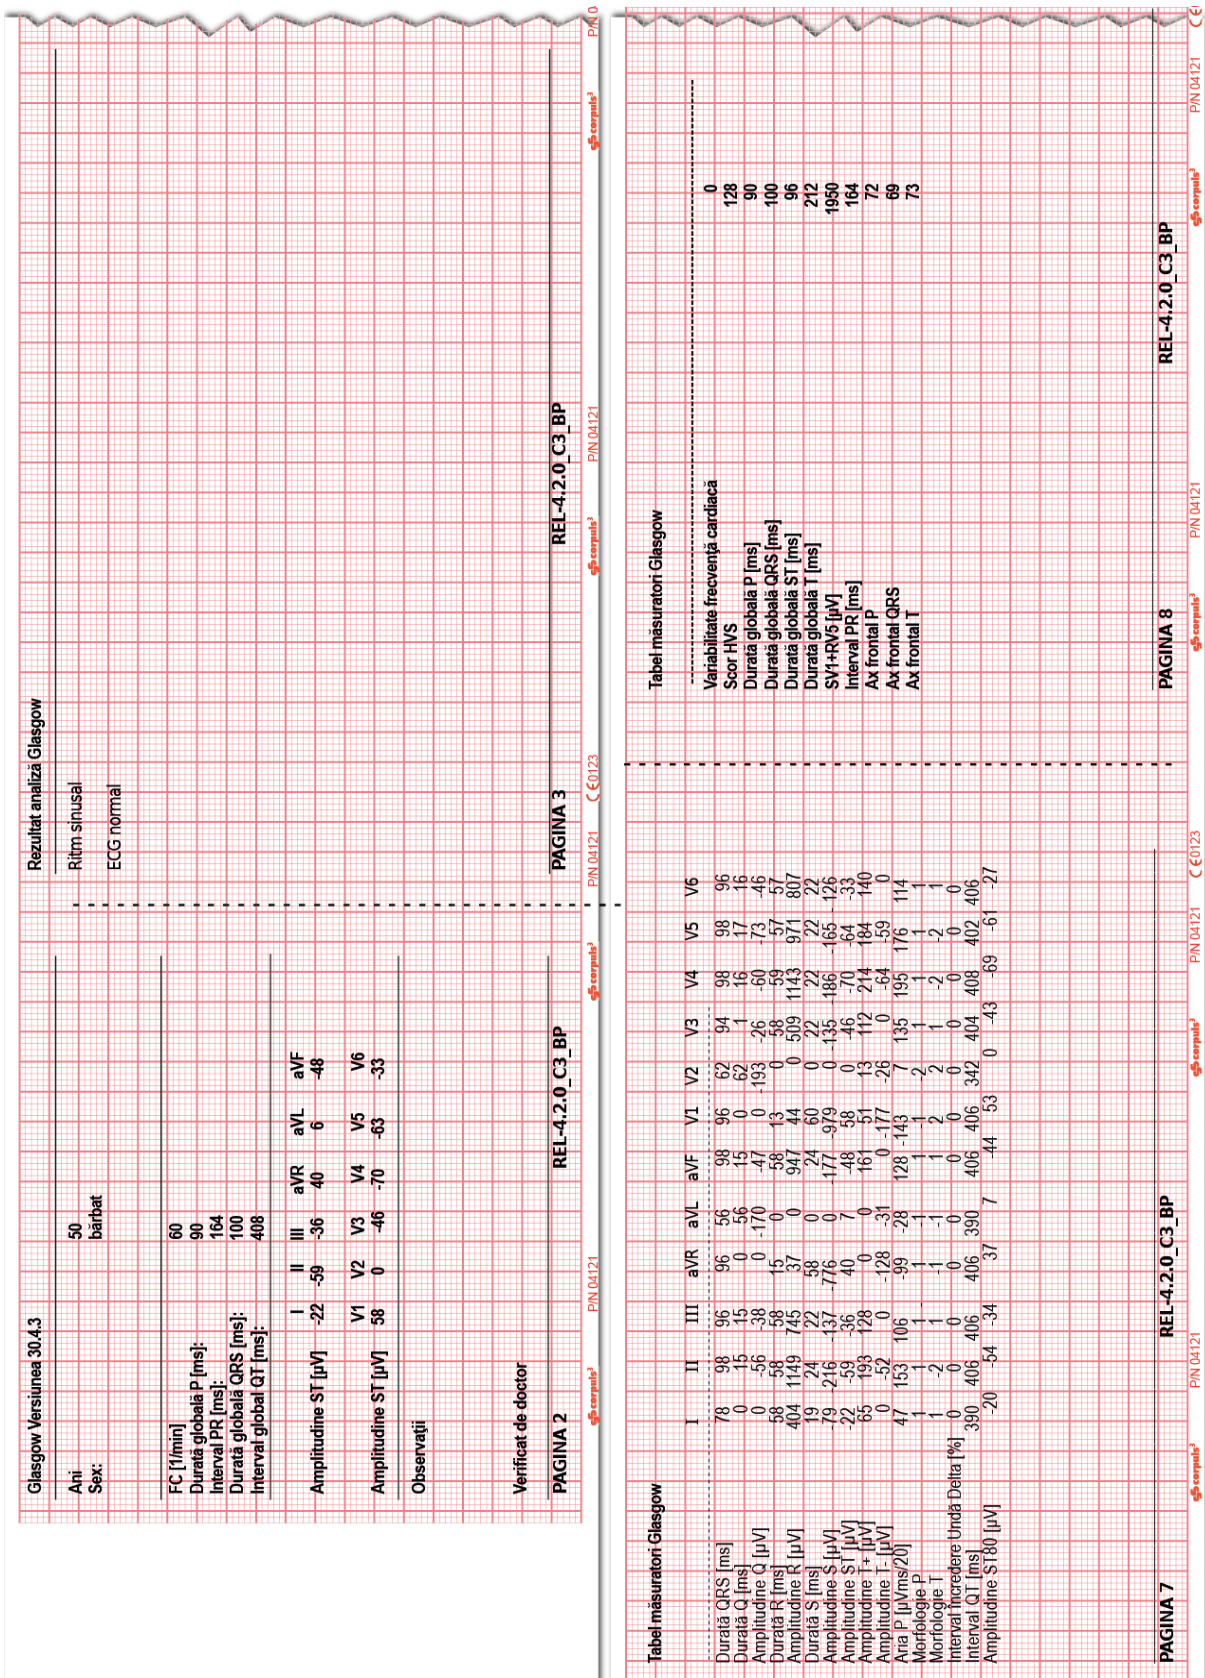 Glasgow Versiunea 30.4.3
Ani 50
Sex: bărbat
FC [1/min] 60
Durată globală P [ms]: 90
Interval PR [ms]: 164
Durată globală QRS [ms]: 100
Interval global QT [ms]: 408
I II III aVR aVL aVF
Amplitudine ST [µV] -22 -59 -36 40 6 -48
V1 V2 V3 V4 V5 V6
Amplitudine ST [µV] 58 0 -46 -70 -63 -33
Observații
Verificat de doctor
PAGINA 2 REL-4.2.0_C3_BP
Rezultat analiză Glasgow
Ritm sinusal
ECG normal
PAGINA 3 REL-4.2.0_C3_BP
corpuls³ P/N 04121 corpuls³ P/N 04121 C€0123 corpuls³ P/N 04121 corpuls³ P/N 0
Tabel măsuratori Glasgow
I II III aVR aVL aVF V1 V2 V3 V4 V5 V6
Durată QRS [ms] 78 98 96 96 56 98 96 62 94 98 98 96
Durată Q [ms] 0 15 15 0 56 15 0 62 1 16 17 16
Amplitudine Q [µV] 0 -56 -38 0 -170 -47 0 -193 -26 -60 -73 -46
Durată R [ms] 58 58 58 15 0 58 13 0 58 59 57 57
Amplitudine R [µV] 404 1149 745 37 0 947 44 0 509 1143 971 807
Durată S [ms] 19 24 22 58 0 24 60 0 22 22 22 22
Amplitudine S [µV] -79 -216 -137 -776 0 -177 -979 0 -135 -186 -165 -126
Amplitudine ST [µV] -22 -59 -36 40 7 -48 58 0 -46 -70 -64 -33
Amplitudine T+ [µV] 65 193 128 0 0 161 51 13 112 214 184 140
Amplitudine T- [µV] 0 -52 0 -128 -31 0 -177 -26 0 -64 -59 0
Aria P [µVms/20] 47 153 106 -99 -28 128 -143 7 135 195 176 114
Morfologie P 1 1 1 -1 -1 1 -1 -2 1 1 1 1
Morfologie T 1 -2 1 -1 -1 1 2 2 1 -2 -2 1
Interval Încredere Undă Delta [%] 0 0 0 0 0 0 0 0 0 0 0 0
Interval QT [ms] 390 406 406 406 390 406 406 342 404 408 402 406
Amplitudine ST80 [µV] -20 -54 -34 37 7 -44 53 0 -43 -69 -61 -27
PAGINA 7 REL-4.2.0_C3_BP
Tabel măsuratori Glasgow
Variabilitate frecvență cardiacă 0
Scor HVS 128
Durată globală P [ms] 90
Durată globală QRS [ms] 100
Durată globală ST [ms] 96
Durată globală T [ms] 212
SV1+RV5 [µV] 1950
Interval PR [ms] 164
Ax frontal P 72
Ax frontal QRS 69
Ax frontal T 73
PAGINA 8 REL-4.2.0_C3_BP
corpuls³ P/N 04121 corpuls³ P/N 04121 C€0123 corpuls³ P/N 04121 corpuls³ P/N 04121 C€